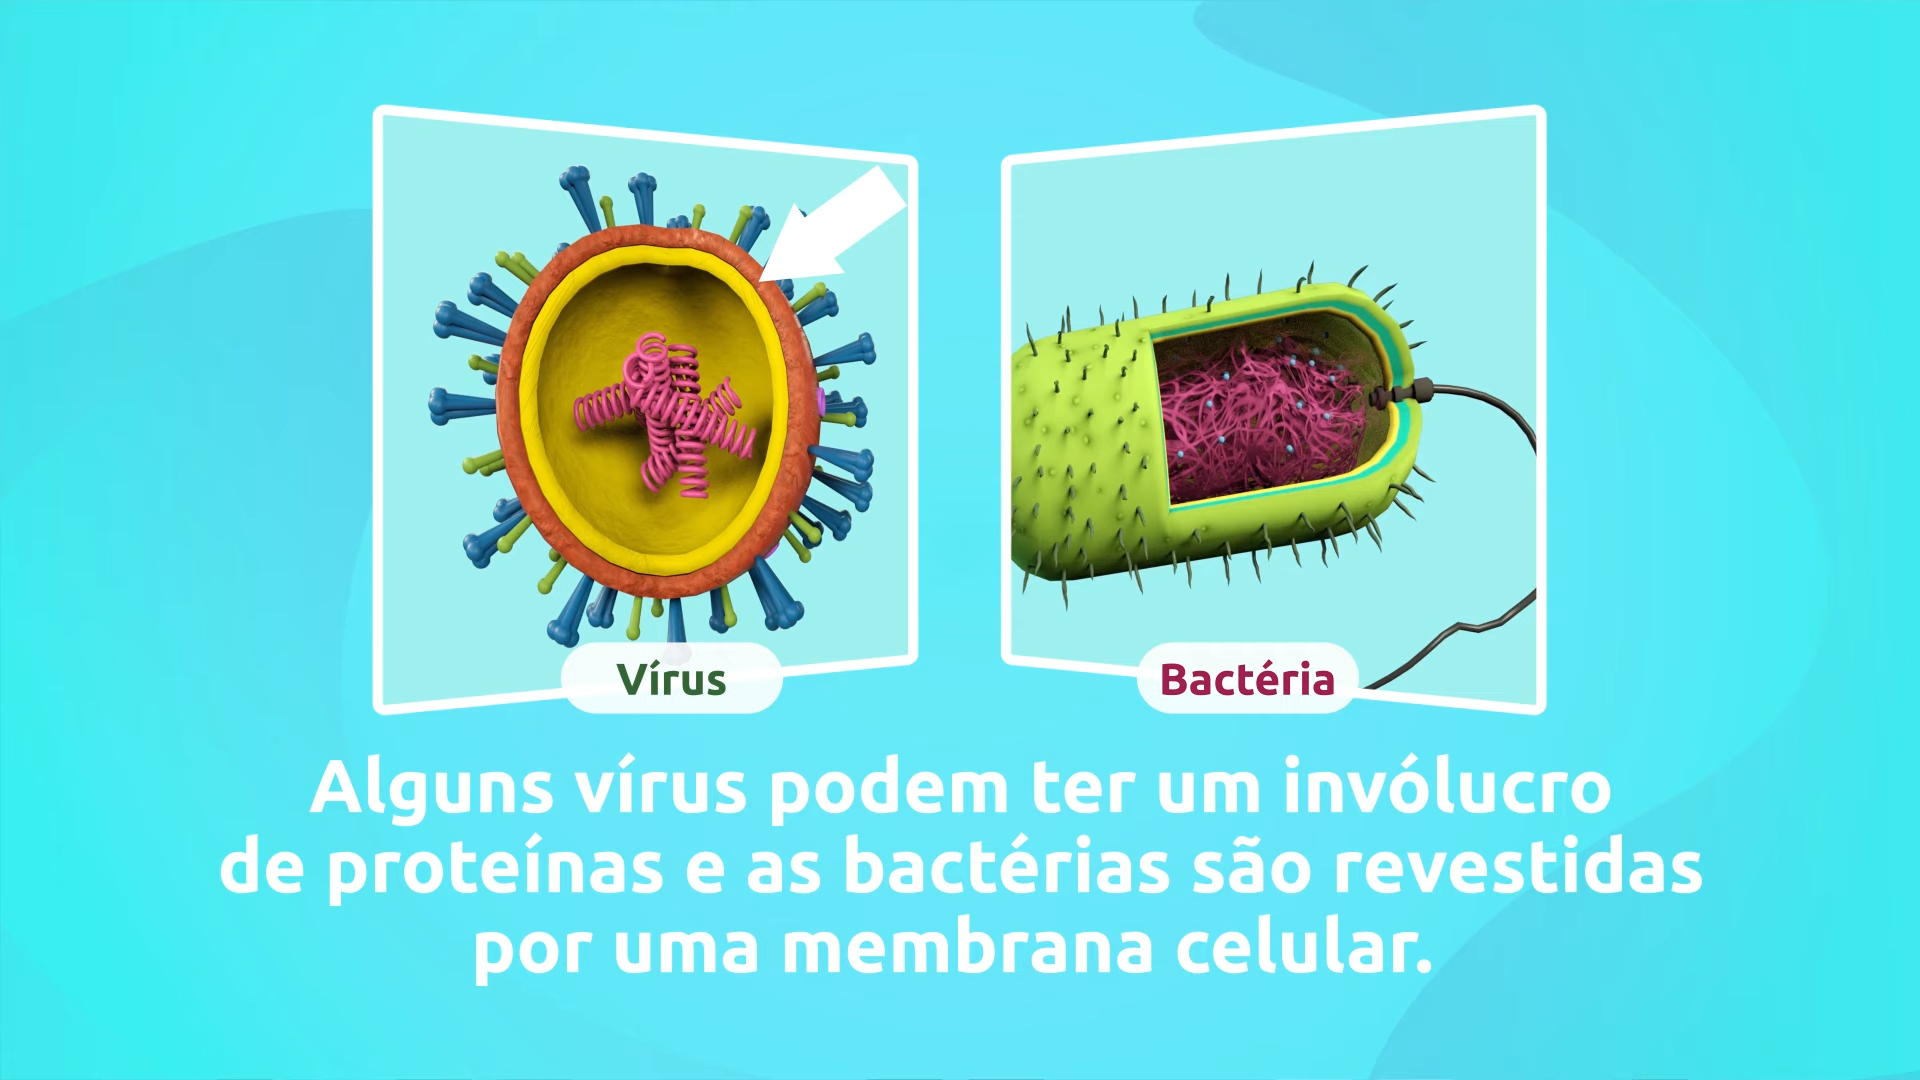 Vírus
Bactéria
Alguns vírus podem ter um invólucro
de proteínas e as bactérias são revestidas
por uma membrana celular.